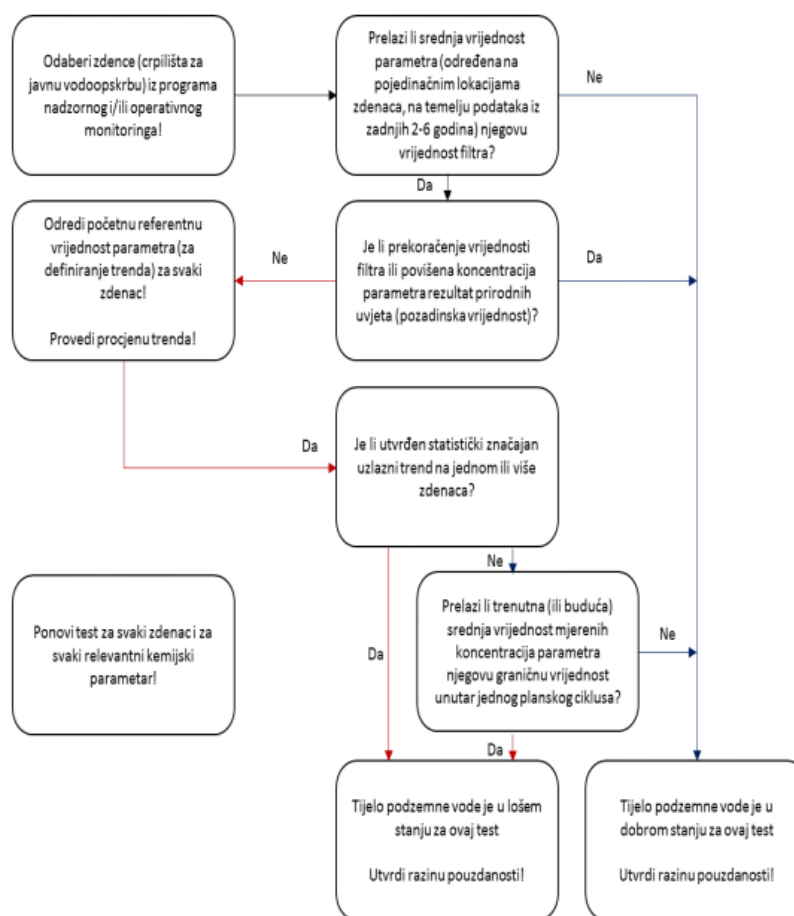 Odaberi zdence (crpilišta za
javnu vodoopskrbu) iz programa
nadzornog i/ili operativnog
monitoringa!
Prelazi li srednja vrijednost
parametra (određena na
pojedinačnim lokacijama
zdenaca, na temelju podataka iz
zadnjih 2-6 godina) njegovu
vrijednost filtra?
Ne
Da
Odredi početnu referentnu
vrijednost parametra (za
definiranje trenda) za svaki
zdenac!
Provedi procjenu trenda!
Ne
Je li prekoračenje vrijednosti
filtra ili povišena koncentracija
parametra rezultat prirodnih
uvjeta (pozadinska vrijednost)?
Da
Da
Je li utvrđen statistički značajan
uzlazni trend na jednom ili više
zdenaca?
Ne
Ponovi test za svaki zdenac i za
svaki relevantni kemijski
parametar!
Da
Prelazi li trenutna (ili buduća)
srednja vrijednost mjerenih
koncentracija parametra
njegovu graničnu vrijednost
unutar jednog planskog ciklusa?
Ne
Da
Tijelo podzemne vode je u lošem
stanju za ovaj test
Utvrdi razinu pouzdanosti!
Tijelo podzemne vode je u
dobrom stanju za ovaj test
Utvrdi razinu pouzdanosti!